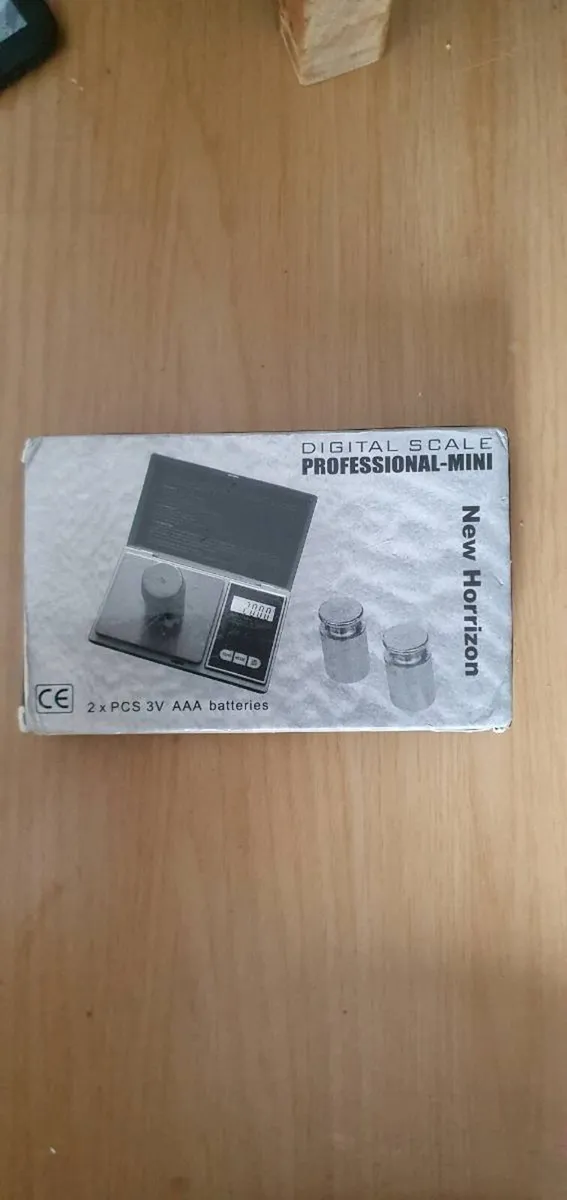 DIGITAL SCALE
PROFESSIONAL-MINI
New Horrizon
CE
2 x PCS 3V AAA batteries